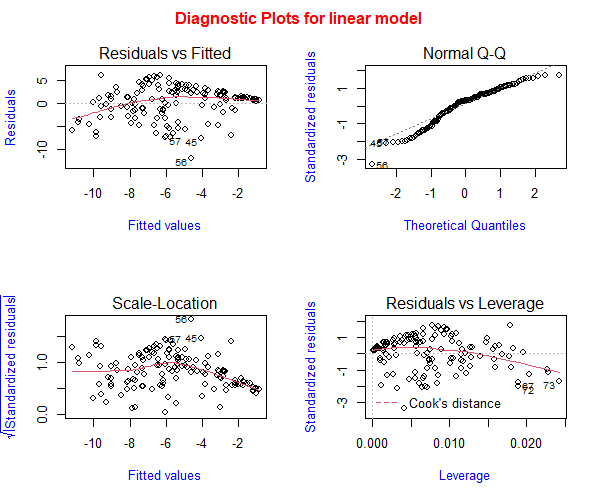 Diagnostic Plots for linear model
Residuals vs Fitted
Residuals
5
0
-10
57 45
56
-10 -8 -6 -4 -2
Fitted values
Normal Q-Q
Standardized residuals
1
-1
-3
56
-2 -1 0 1 2
Theoretical Quantiles
Scale-Location
√|Standardized residuals|
1.0
0.0
56
57 45
-10 -8 -6 -4 -2
Fitted values
Residuals vs Leverage
Standardized residuals
1
-1
-3
67 73
72
Cook's distance
0.000 0.010 0.020
Leverage